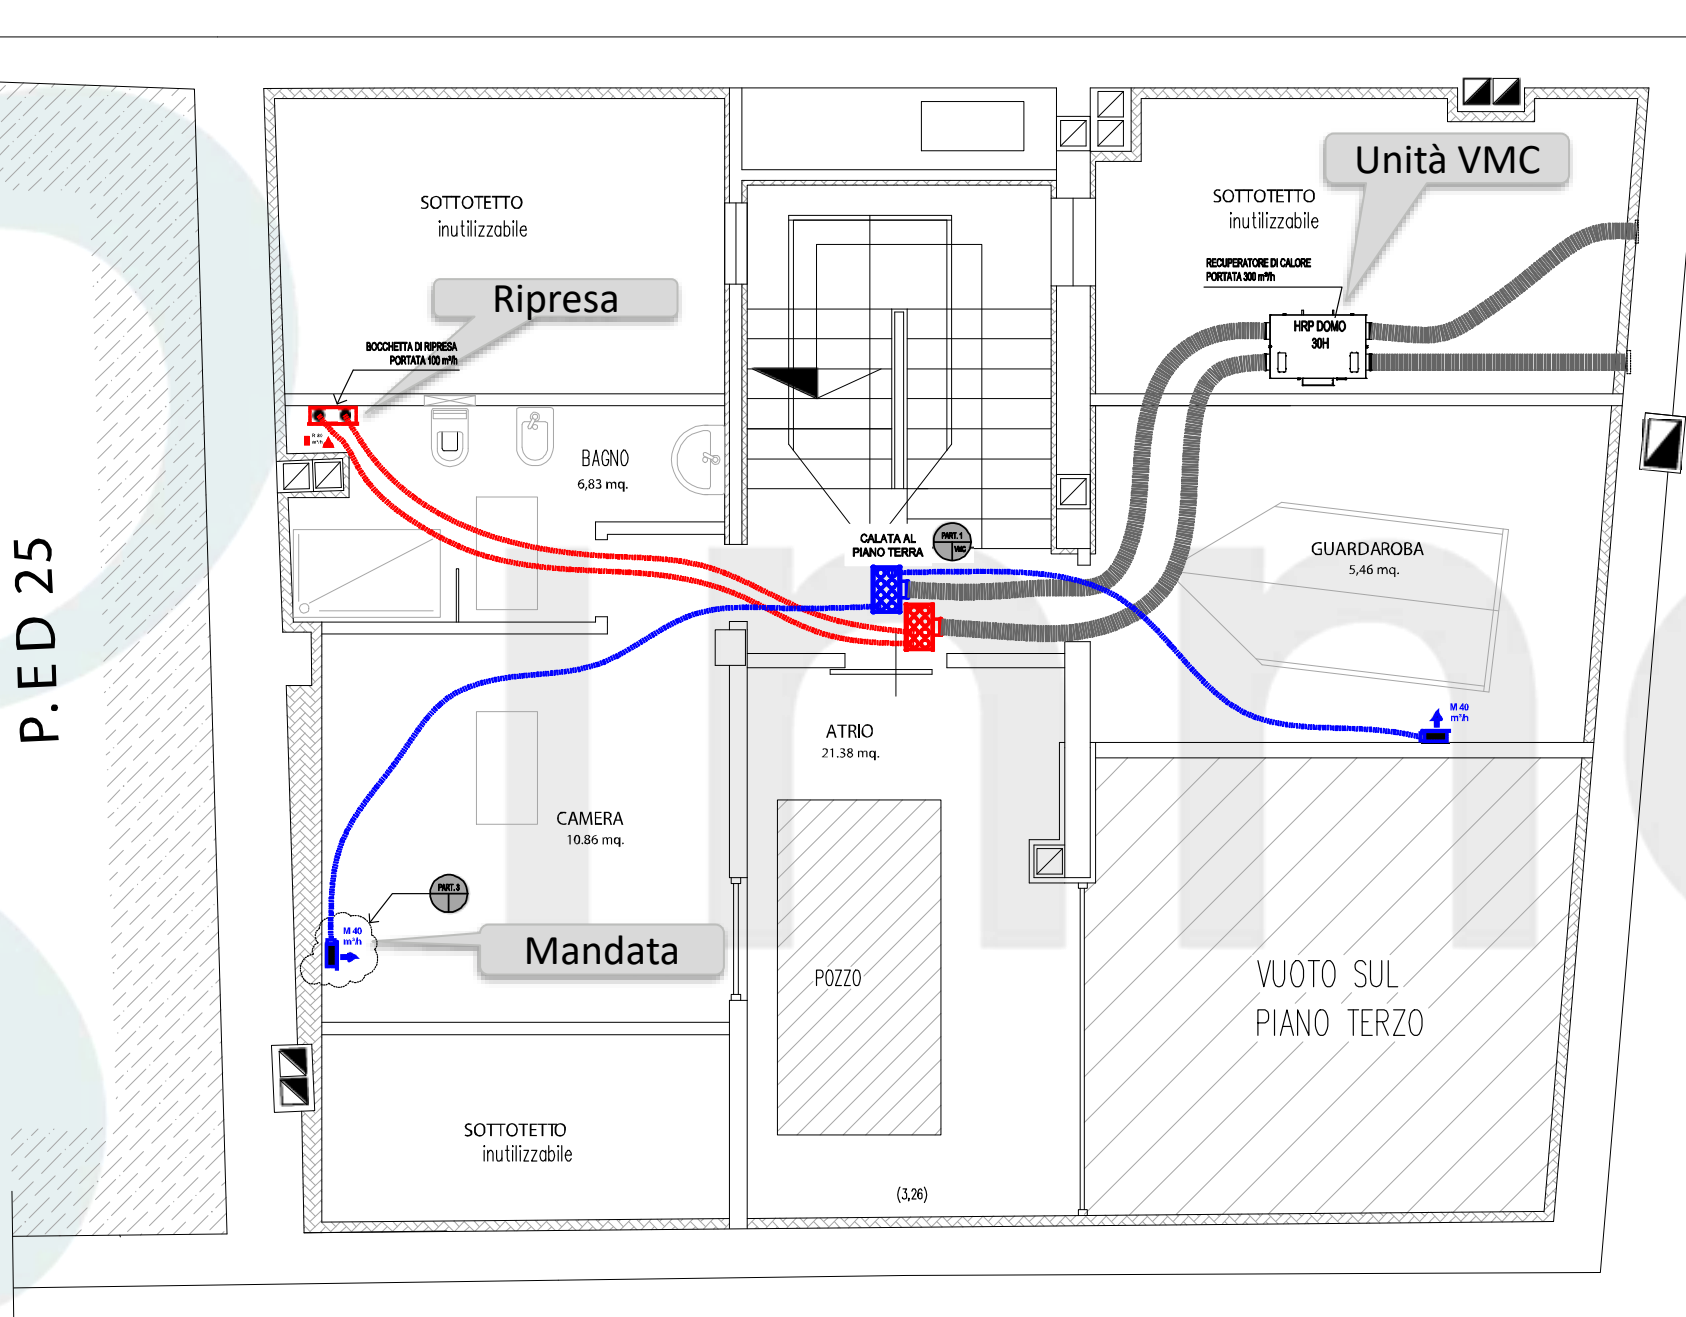 Unità VMC
SOTTOTETTO
inutilizzabile
SOTTOTETTO
inutilizzabile
RECUPERATORE DI CALORE
PORTATA 300 m³/h
Ripresa
HRP DOMO
30H
BOCCHETTA DI RIPRESA
PORTATA 100 m³/h
BAGNO
6,83 mq.
CALATA AL
PIANO TERRA
PART. 1
VMC
GUARDAROBA
5,46 mq.
P.ED 25
M 40
m³/h
ATRIO
21.38 mq.
CAMERA
10.86 mq.
PART. 3
M 40
m³/h
Mandata
POZZO
VUOTO SUL
PIANO TERZO
SOTTOTETTO
inutilizzabile
(3,26)